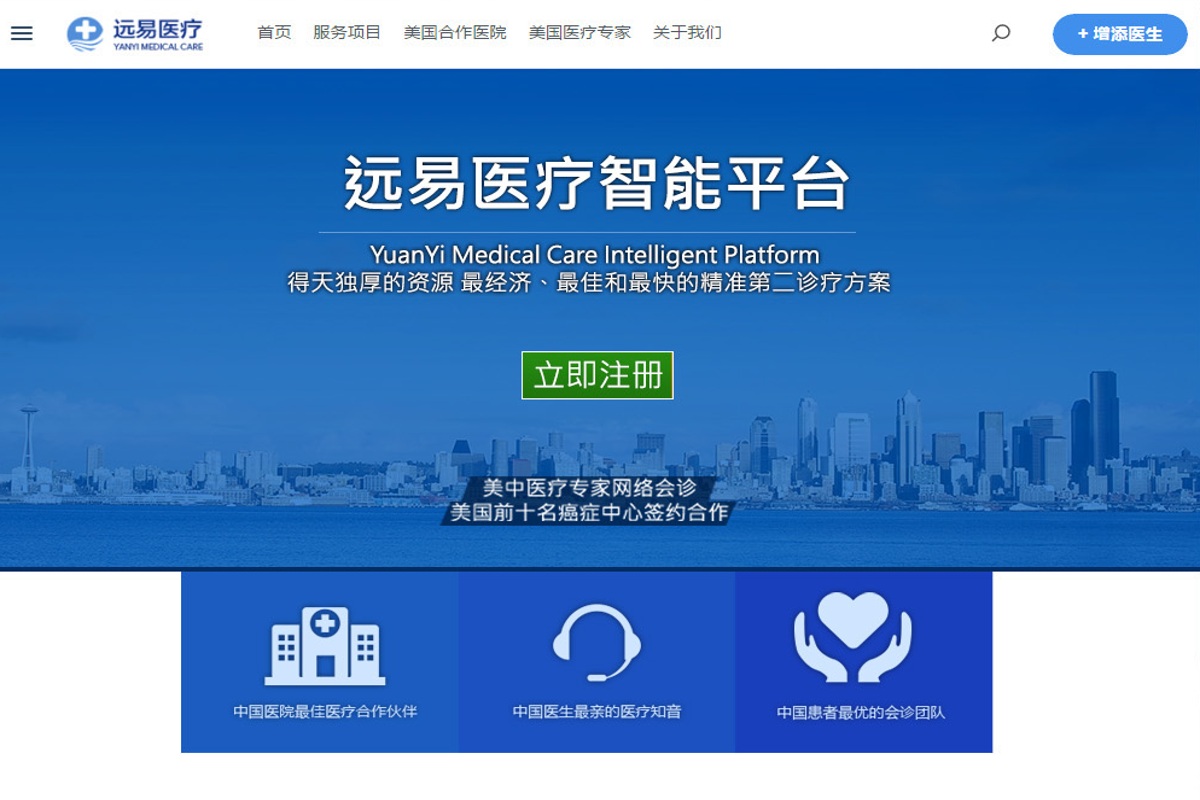 远易医疗
YANYI MEDICAL CARE
首页 服务项目 美国合作医院 美国医疗专家 关于我们
+ 增添医生
远易医疗智能平台
YuanYi Medical Care Intelligent Platform
得天独厚的资源 最经济、最佳和最快的精准第二诊疗方案
立即注册
美中医疗专家网络会诊
美国前十名癌症中心签约合作
中国医院最佳医疗合作伙伴
中国医生最亲的医疗知音
中国患者最优的会诊团队